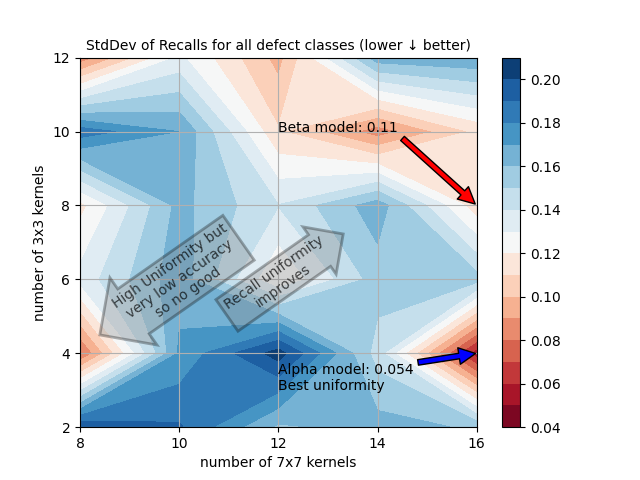 StdDev of Recalls for all defect classes (lower ↓ better)
12
10
8
6
4
2
number of 3x3 kernels
8
10
12
14
16
number of 7x7 kernels
Beta model: 0.11
High Uniformity but
very low accuracy
so no good
Recall uniformity
improves
Alpha model: 0.054
Best uniformity
0.20
0.18
0.16
0.14
0.12
0.10
0.08
0.06
0.04